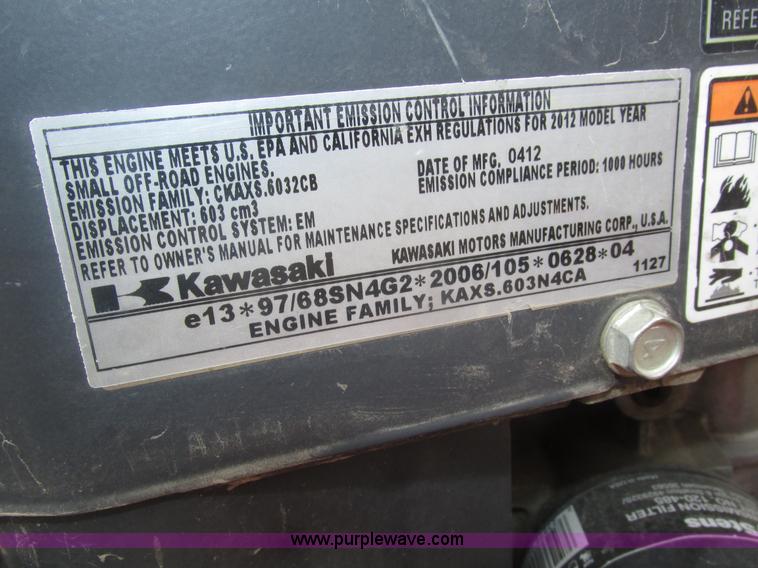 IMPORTANT EMISSION CONTROL INFORMATION
THIS ENGINE MEETS U.S. EPA AND CALIFORNIA EXH REGULATIONS FOR 2012 MODEL YEAR
SMALL OFF-ROAD ENGINES.
DATE OF MFG. 0412
EMISSION FAMILY: CKAXS.6032CB
EMISSION COMPLIANCE PERIOD: 1000 HOURS
DISPLACEMENT: 603 cm3
EMISSION CONTROL SYSTEM: EM
REFER TO OWNER'S MANUAL FOR MAINTENANCE SPECIFICATIONS AND ADJUSTMENTS.
Kawasaki
KAWASAKI MOTORS MANUFACTURING CORP., U.S.A.
e13*97/68SN4G2*2006/105*0628*04
1127
ENGINE FAMILY; KAXS.603N4CA
REFE
Stens
120-485
www.purplewave.com